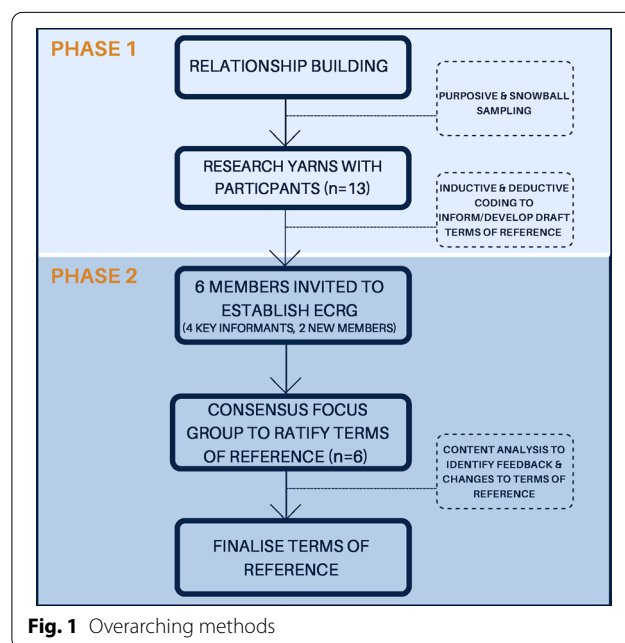 PHASE 1
RELATIONSHIP BUILDING
PURPOSIVE & SNOWBALL
SAMPLING
RESEARCH YARNS WITH
PARTICPANTS (n=13)
INDUCTIVE & DEDUCTIVE
CODING TO
INFORM/DEVELOP DRAFT
TERMS OF REFERENCE
PHASE 2
6 MEMBERS INVITED TO
ESTABLISH ECRG
(4 KEY INFORMANTS, 2 NEW MEMBERS)
CONSENSUS FOCUS
GROUP TO RATIFY TERMS
OF REFERENCE (n=6)
CONTENT ANALYSIS TO
IDENTIFY FEEDBACK &
CHANGES TO TERMS OF
REFERENCE
FINALISE TERMS OF
REFERENCE
Fig. 1 Overarching methods